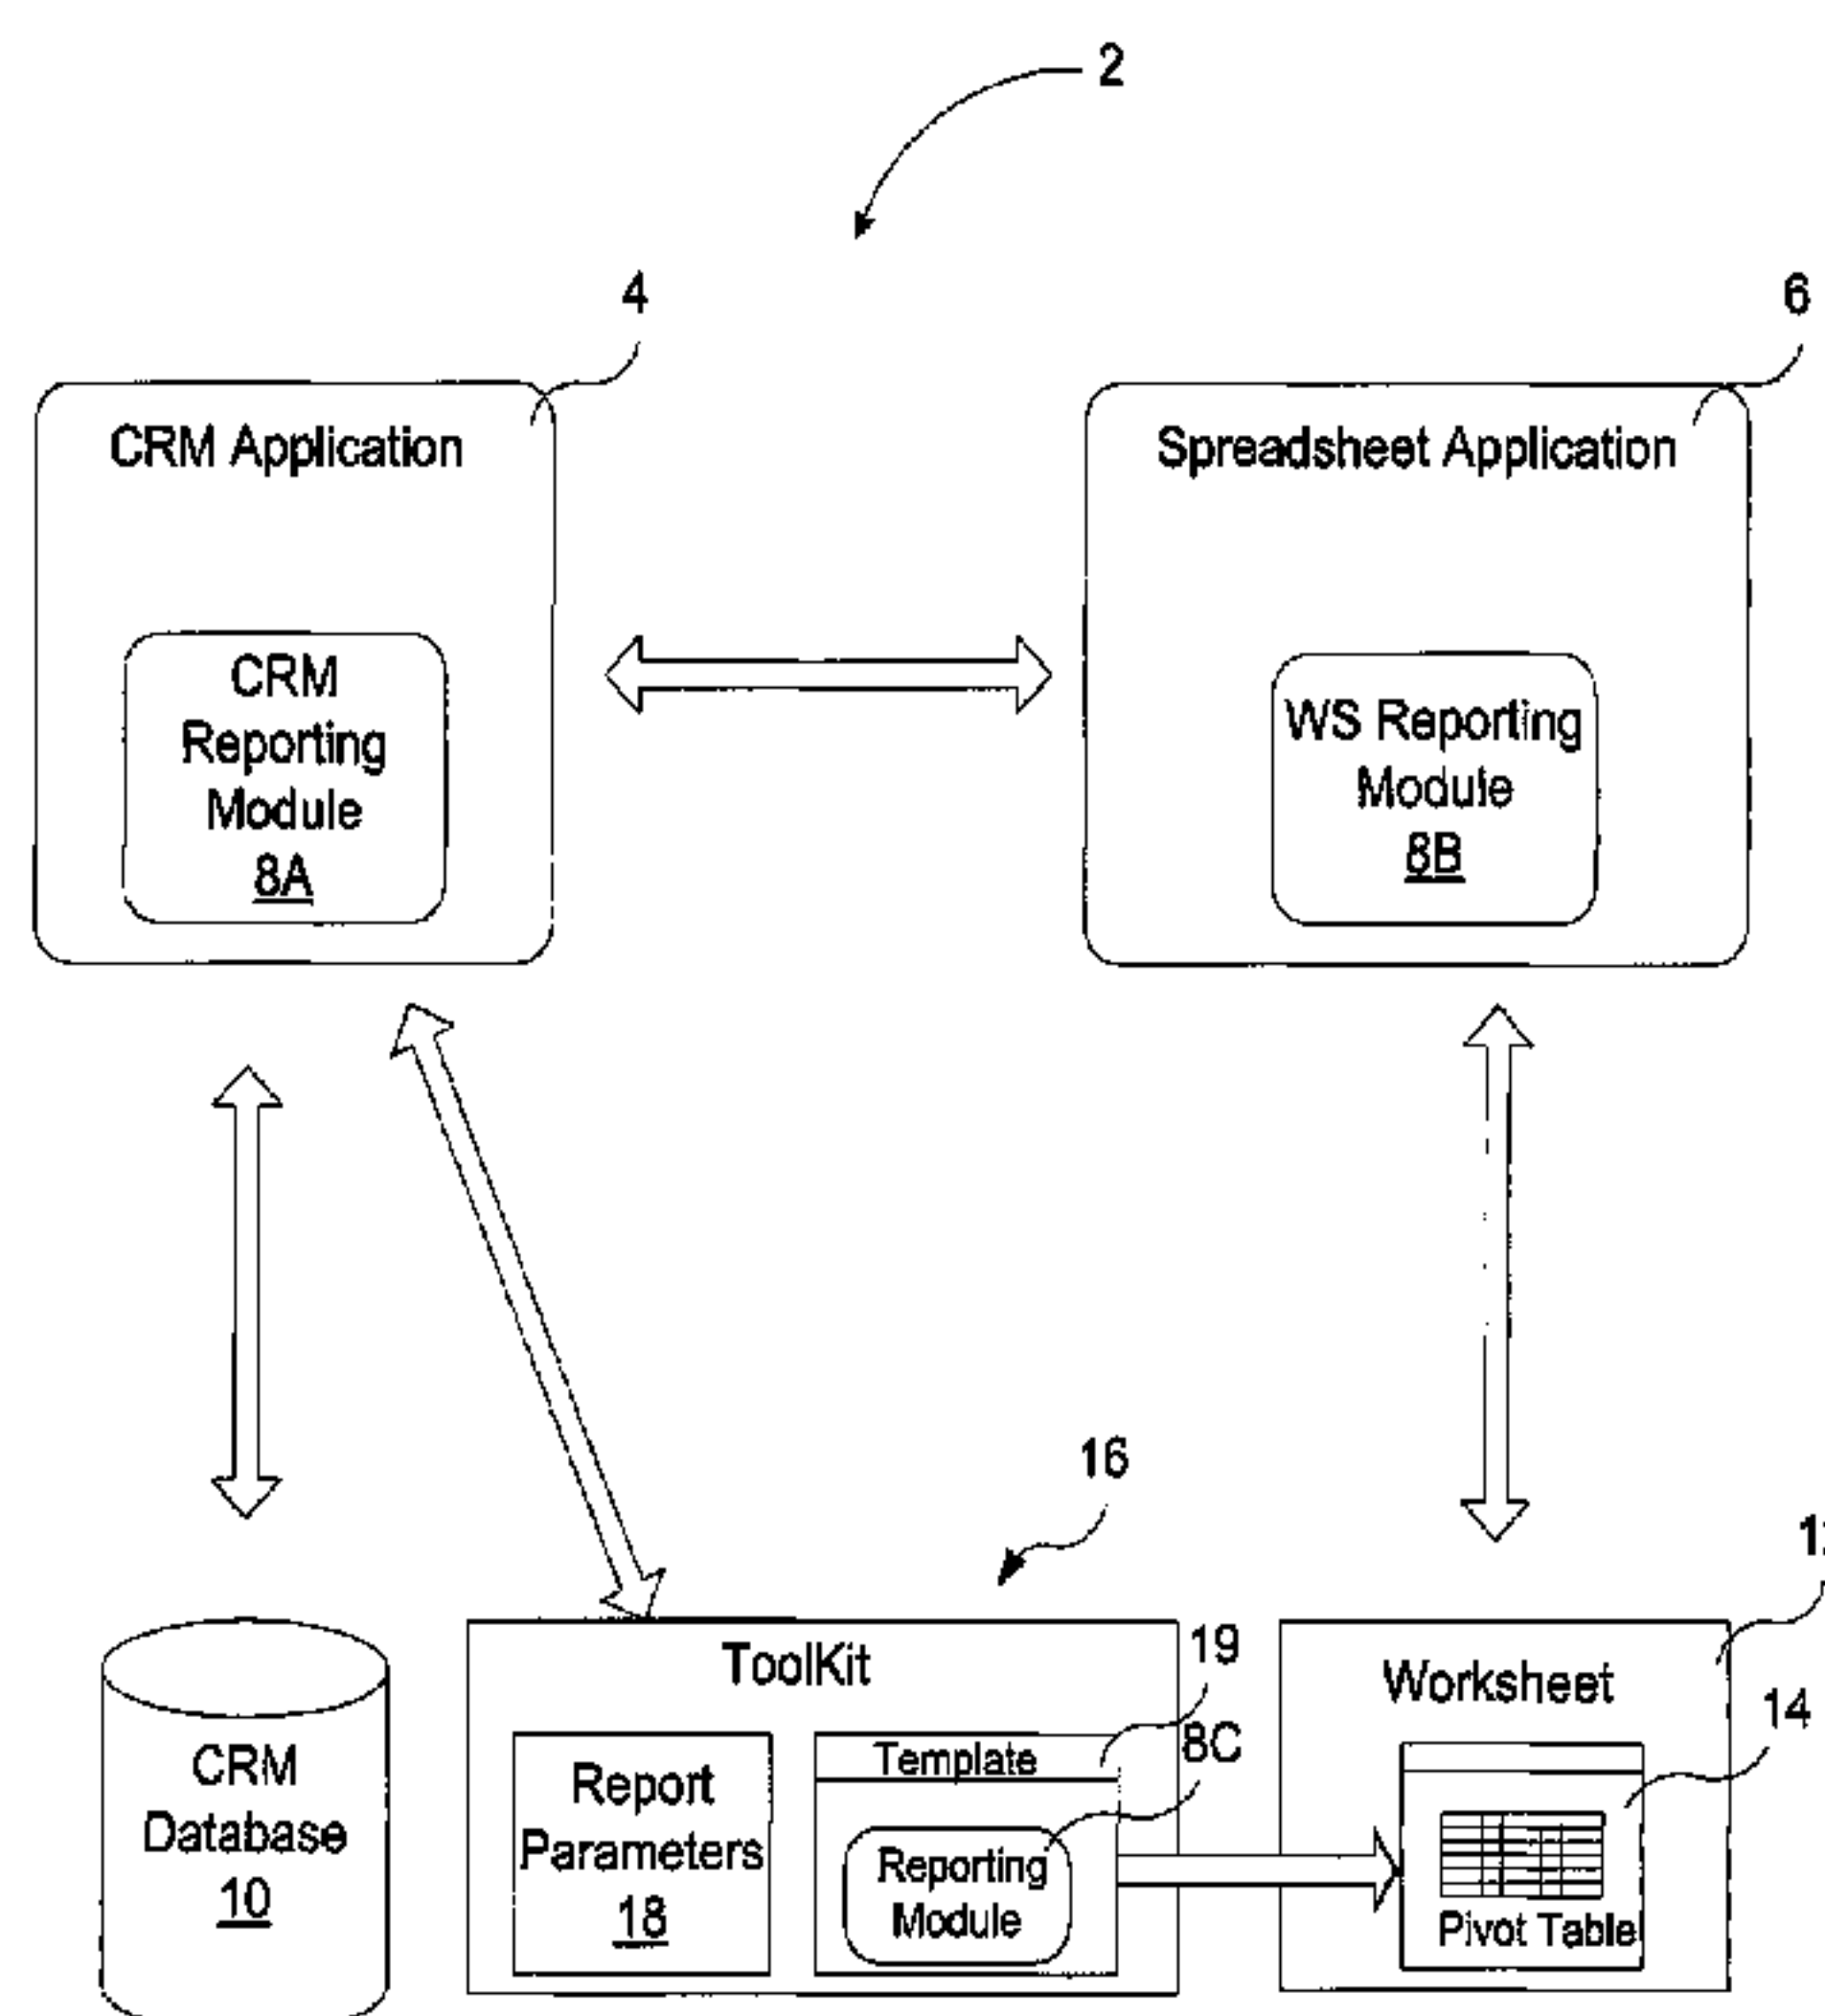 2
4
6
CRM Application
Spreadsheet Application
CRM
Reporting
Module
8A
WS Reporting
Module
8B
16
ToolKit
19
8C
Worksheet
14
CRM
Database
10
Report
Parameters
18
Template
Reporting
Module
Pivot Table